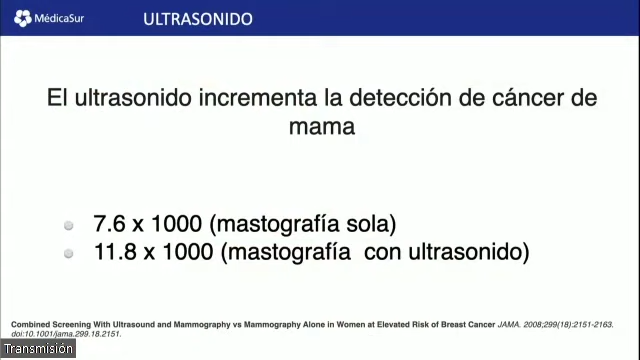 MédicaSur
ULTRASONIDO
El ultrasonido incrementa la detección de cáncer de
mama
7.6 x 1000 (mastografía sola)
11.8 x 1000 (mastografía con ultrasonido)
Combined Screening With Ultrasound and Mammography vs Mammography Alone in Women at Elevated Risk of Breast Cancer JAMA. 2008;299(18):2151-2163.
doi:10.1001/jama.299.18.2151.
Transmisión